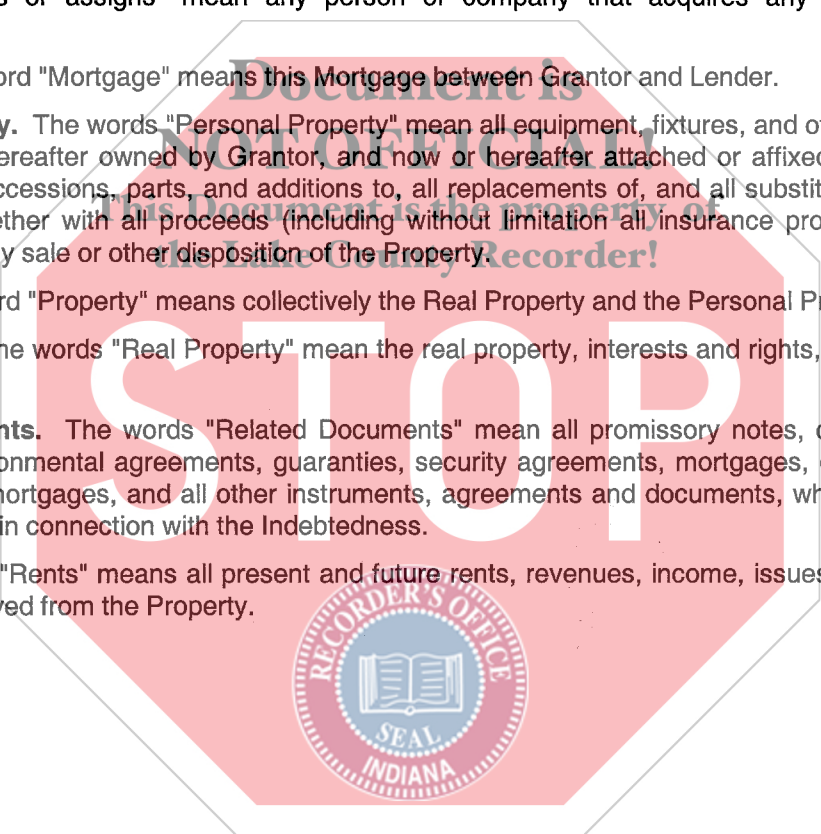 s or assigns" mean any person or company that acquires any
ord "Mortgage" means this Mortgage between Grantor and Lender.
Document is
y. The words "Personal Property" mean all equipment, fixtures, and o
NOT OFFICIAL!
ereafter owned by Grantor, and now or hereafter attached or affixed
ccessions, parts, and additions to, all replacements of, and all substit
This Document is the property of
ether with all proceeds (including without limitation all insurance pro
y sale or other disposition of the Property.
the Lake County Recorder!
rd "Property" means collectively the Real Property and the Personal Pr
he words "Real Property" mean the real property, interests and rights,
STOP
nts. The words "Related Documents" mean all promissory notes, c
onmental agreements, guaranties, security agreements, mortgages,
mortgages, and all other instruments, agreements and documents, wh
in connection with the Indebtedness.
"Rents" means all present and future rents, revenues, income, issues
ved from the Property.
RECORDER'S OFFICE
SEAL
INDIANA